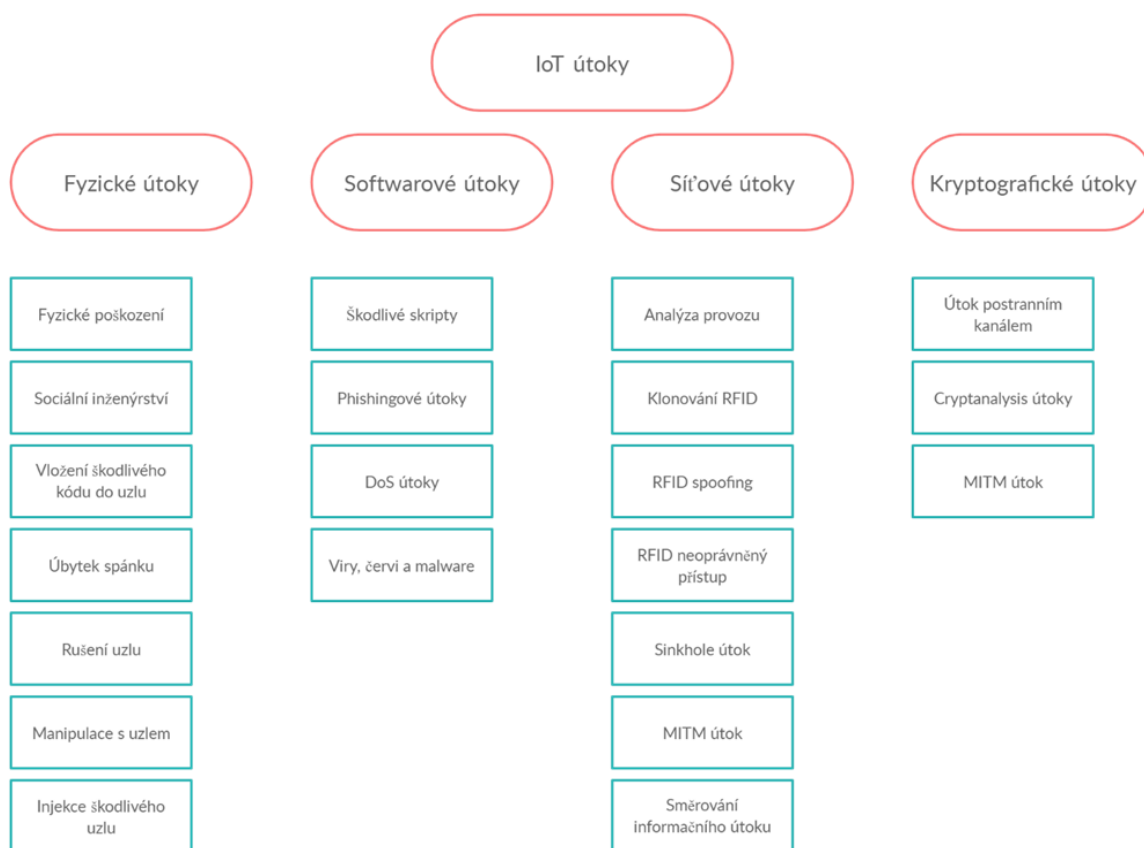 IoT útoky
Fyzické útoky
Softwarové útoky
Síťové útoky
Kryptografické útoky
Fyzické poškození
Sociální inženýrství
Vložení škodlivého
kódu do uzlu
Úbytek spánku
Rušení uzlu
Manipulace s uzlem
Injekce škodlivého
uzlu
Škodlivé skripty
Phishingové útoky
DoS útoky
Viry, červi a malware
Analýza provozu
Klonování RFID
RFID spoofing
RFID neoprávněný
přístup
Sinkhole útok
MITM útok
Směrování
informačního útoku
Útok postranním
kanálem
Cryptanalysis útoky
MITM útok